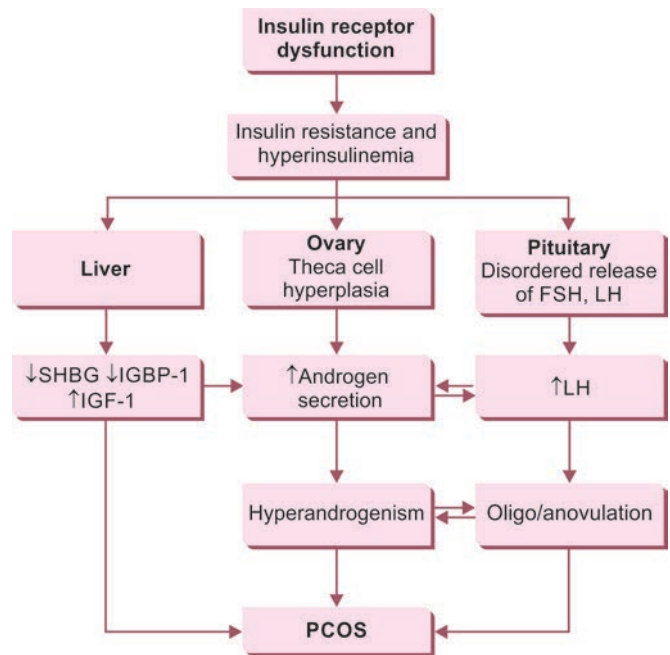 Insulin receptor
dysfunction
Insulin resistance and
hyperinsulinemia
Liver
Ovary
Theca cell
hyperplasia
Pituitary
Disordered release
of FSH, LH
↓SHBG ↓IGBP-1
↑IGF-1
↑Androgen
secretion
↑LH
Hyperandrogenism
Oligo/anovulation
PCOS